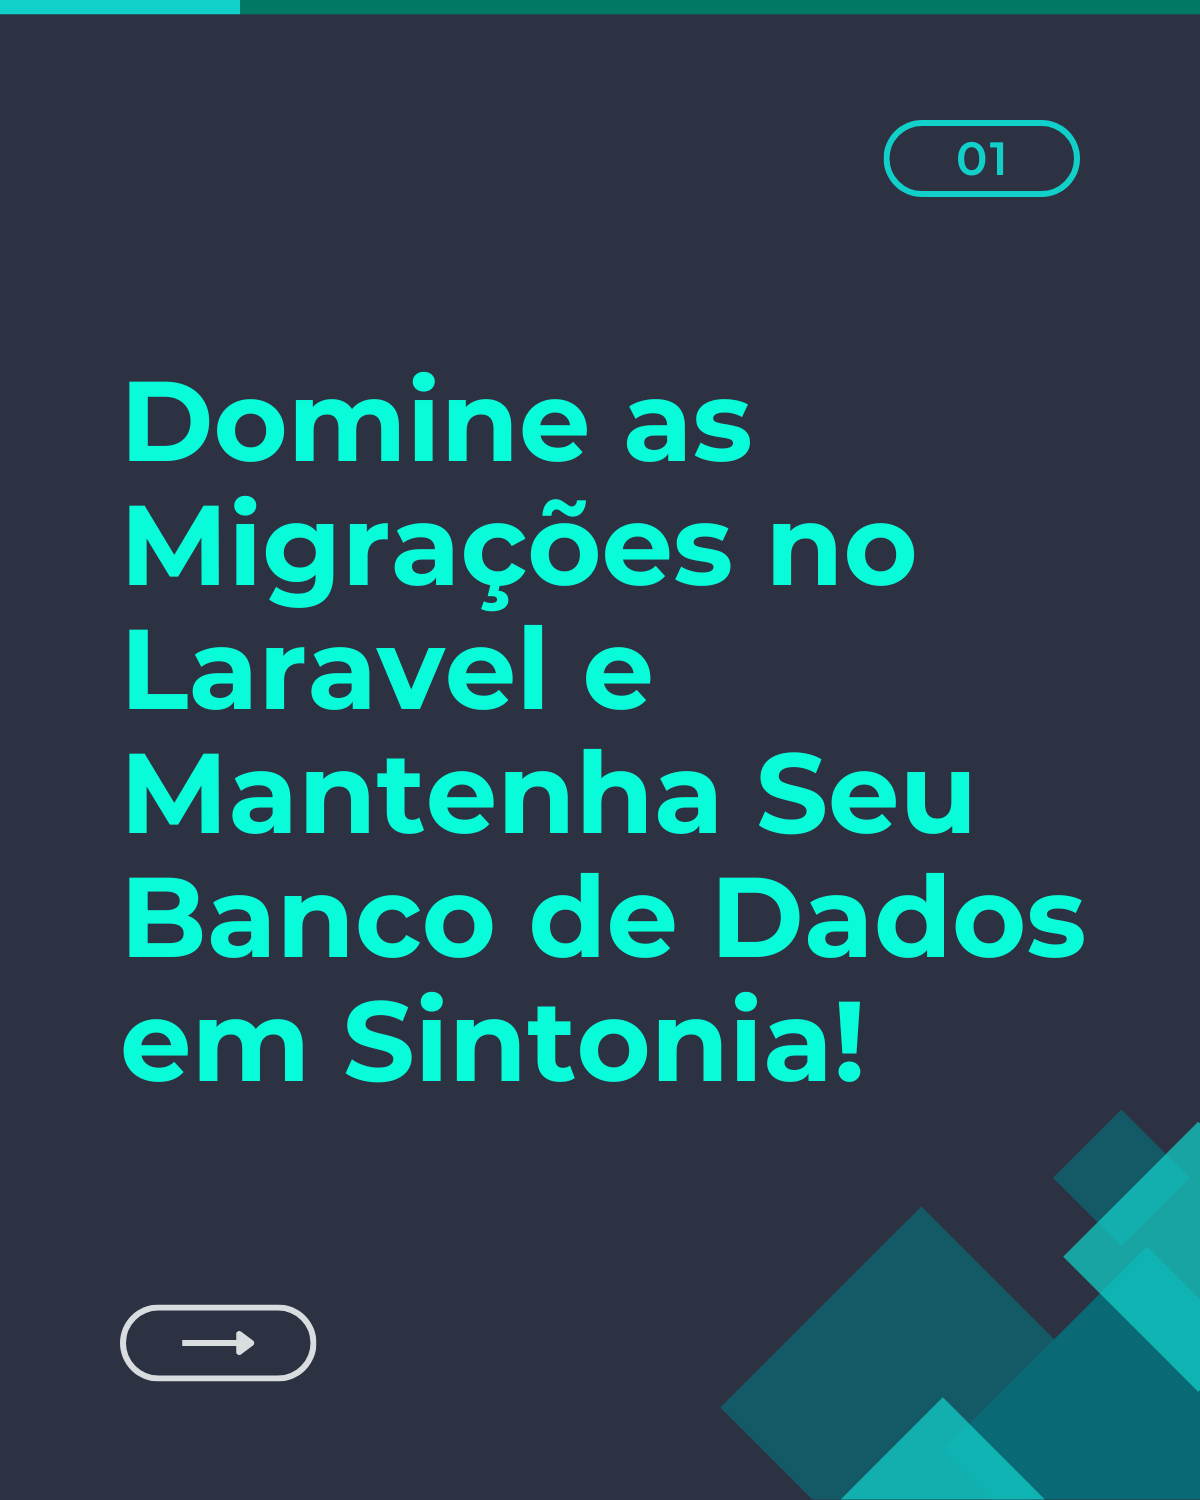 01
Domine as
Migrações no
Laravel e
Mantenha Seu
Banco de Dados
em Sintonia!